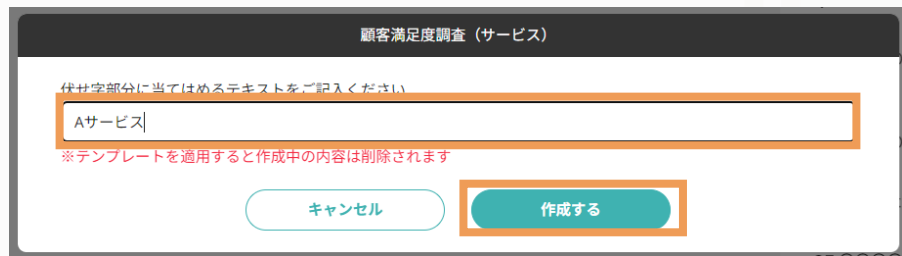 顧客満足度調査（サービス）
伏せ字部分に当てはめるテキストをご記入ください
Aサービス
※テンプレートを適用すると作成中の内容は削除されます
キャンセル
作成する